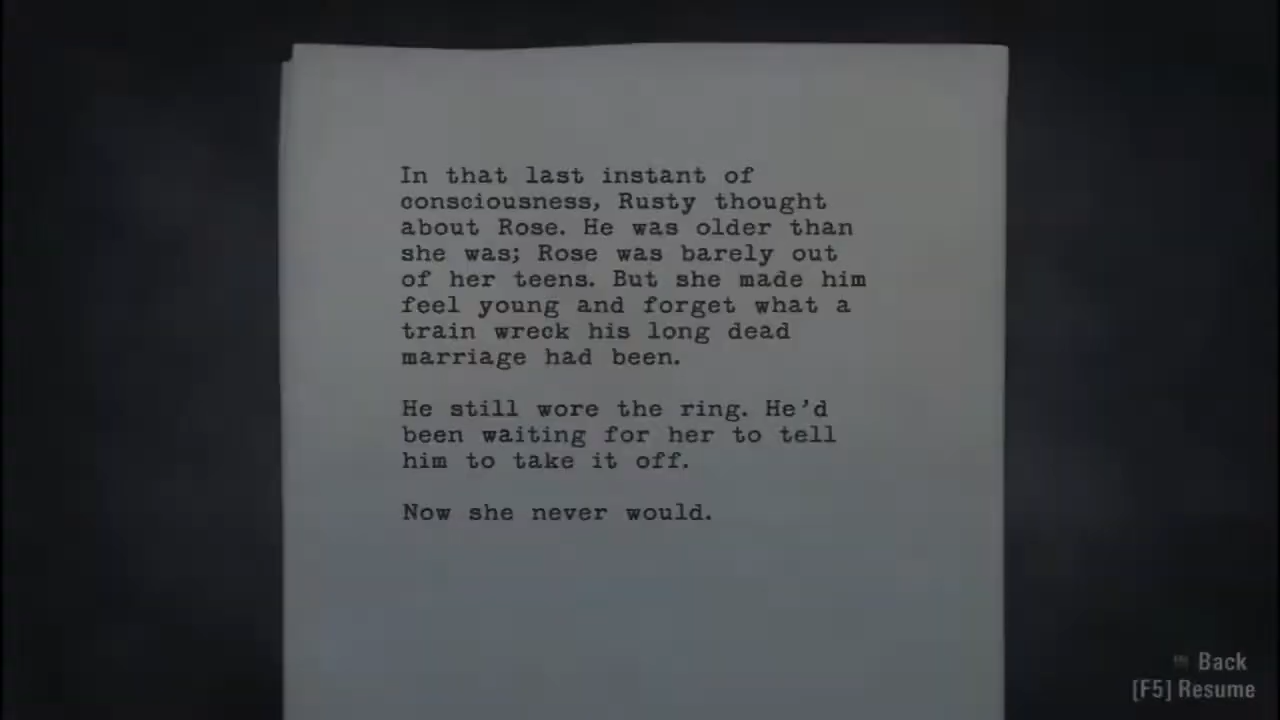 In that last instant of
consciousness, Rusty thought
about Rose. He was older than
she was; Rose was barely out
of her teens. But she made him
feel young and forget what a
train wreck his long dead
marriage had been.
He still wore the ring. He'd
been waiting for her to tell
him to take it off.
Now she never would.
Back
[F5] Resume